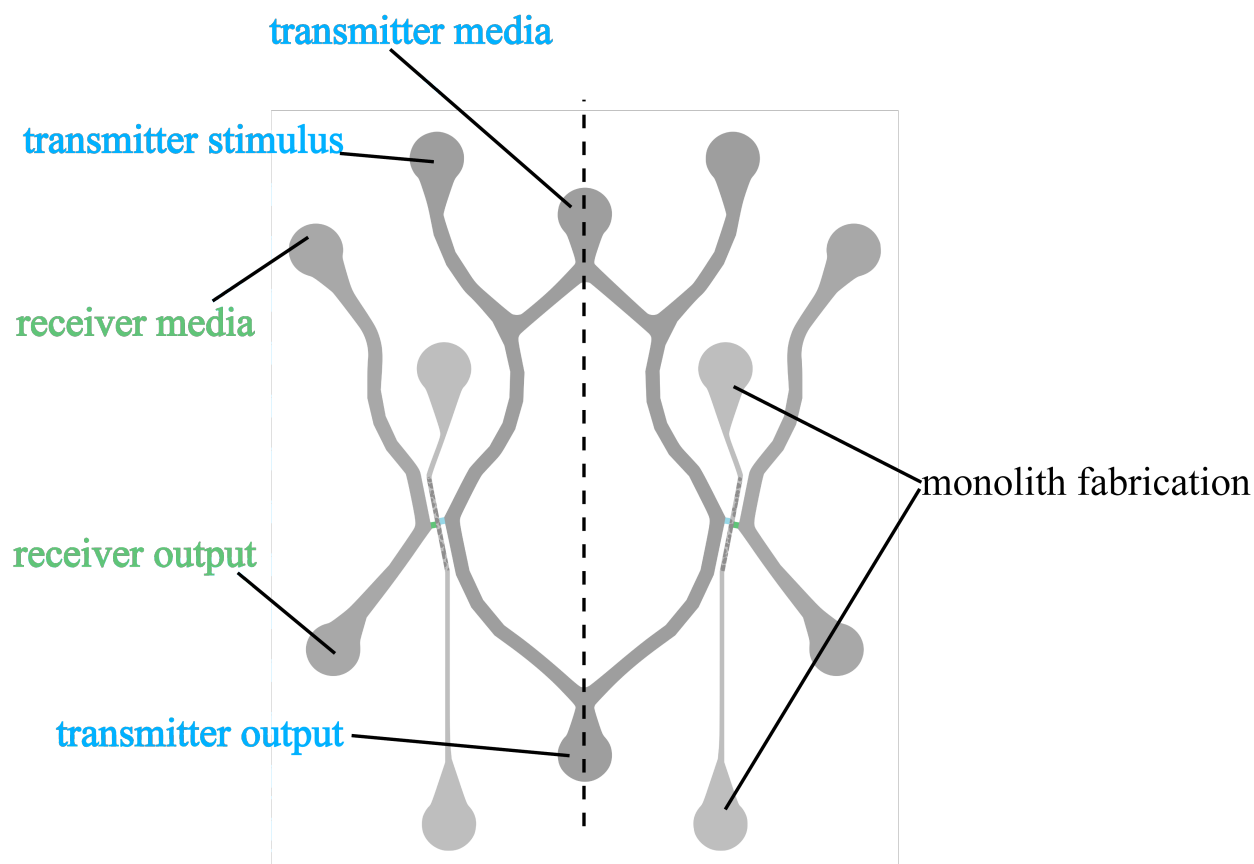 transmitter media
transmitter stimulus
receiver media
monolith fabrication
receiver output
transmitter output